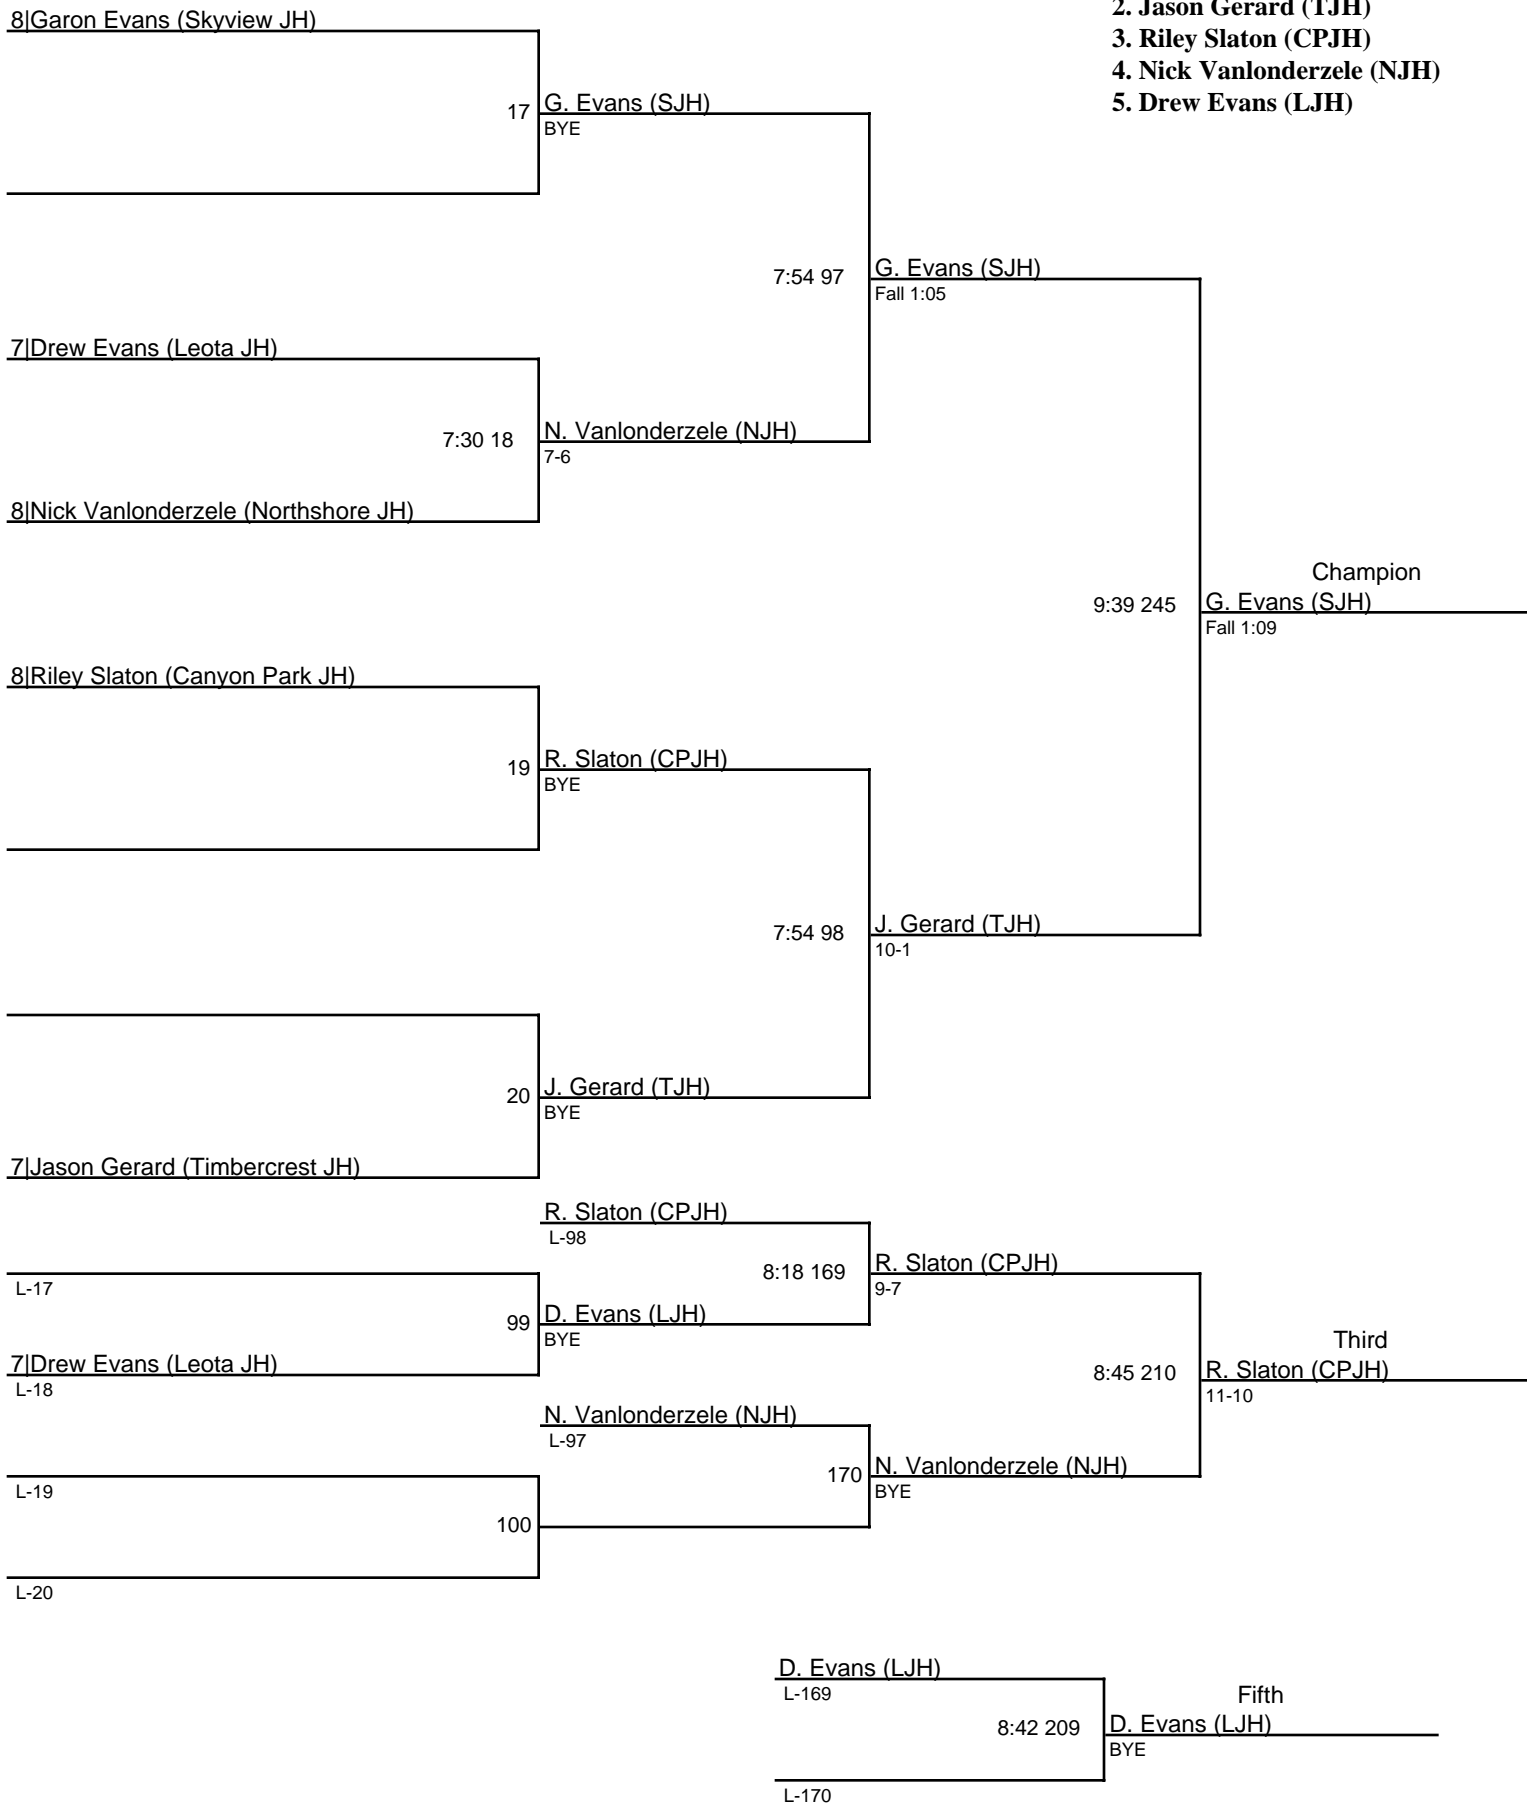 2. Jason Gerard (TJH)
3. Riley Slaton (CPJH)
4. Nick Vanlonderzele (NJH)
5. Drew Evans (LJH)
8|Garon Evans (Skyview JH)
17
G. Evans (SJH)
BYE
7:54 97
G. Evans (SJH)
Fall 1:05
7|Drew Evans (Leota JH)
7:30 18
N. Vanlonderzele (NJH)
7-6
8|Nick Vanlonderzele (Northshore JH)
Champion
9:39 245
G. Evans (SJH)
Fall 1:09
8|Riley Slaton (Canyon Park JH)
19
R. Slaton (CPJH)
BYE
7:54 98
J. Gerard (TJH)
10-1
20
J. Gerard (TJH)
BYE
7|Jason Gerard (Timbercrest JH)
R. Slaton (CPJH)
L-98
8:18 169
R. Slaton (CPJH)
9-7
L-17
99
D. Evans (LJH)
BYE
7|Drew Evans (Leota JH)
L-18
Third
8:45 210
R. Slaton (CPJH)
11-10
N. Vanlonderzele (NJH)
L-97
170
N. Vanlonderzele (NJH)
BYE
L-19
100
L-20
D. Evans (LJH)
L-169
Fifth
8:42 209
D. Evans (LJH)
BYE
L-170